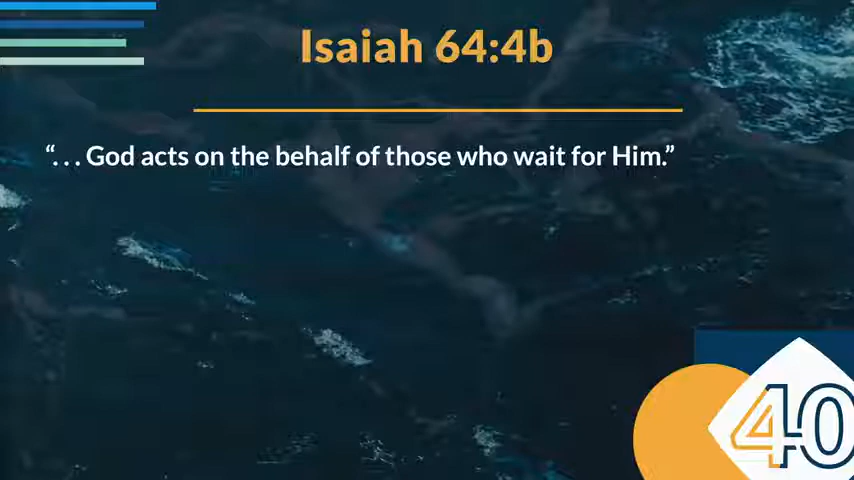 Isaiah 64:4b
“. . . God acts on the behalf of those who wait for Him.”
40